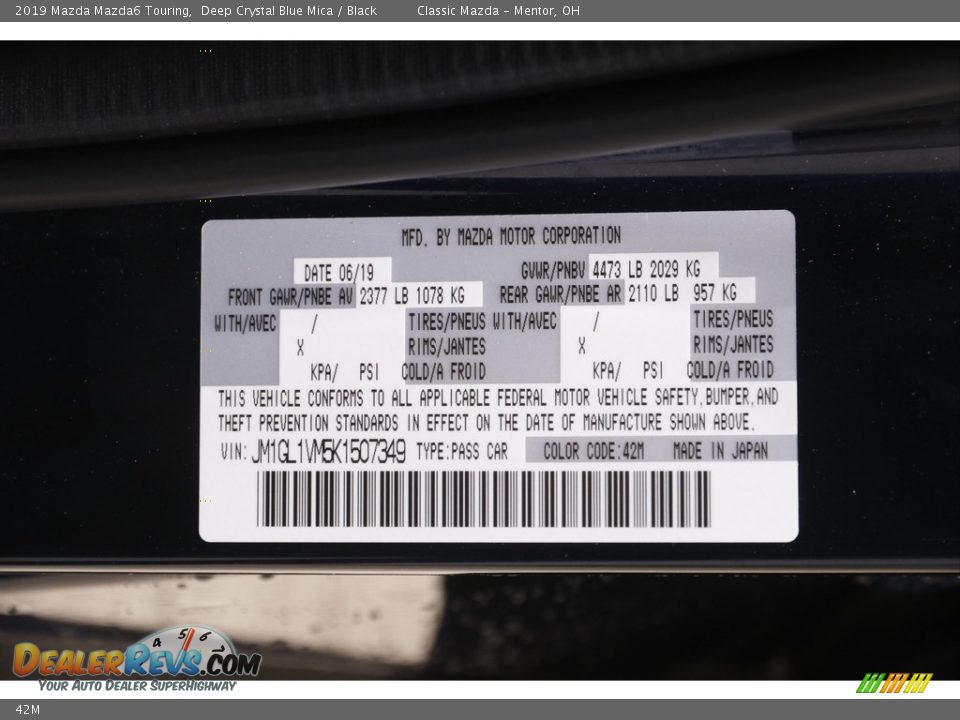 2019 Mazda Mazda6 Touring, Deep Crystal Blue Mica / Black Classic Mazda – Mentor, OH
MFD. BY MAZDA MOTOR CORPORATION
DATE 06/19 GVWR/PNBV 4473 LB 2029 KG
FRONT GAWR/PNBE AV 2377 LB 1078 KG REAR GAWR/PNBE AR 2110 LB 957 KG
WITH/AVEC / TIRES/PNEUS WITH/AVEC / TIRES/PNEUS
X RIMS/JANTES X RIMS/JANTES
KPA/ PSI COLD/A FROID KPA/ PSI COLD/A FROID
THIS VEHICLE CONFORMS TO ALL APPLICABLE FEDERAL MOTOR VEHICLE SAFETY,BUMPER,AND
THEFT PREVENTION STANDARDS IN EFFECT ON THE DATE OF MANUFACTURE SHOWN ABOVE.
VIN: JM1GL1VM5K1507349 TYPE:PASS CAR COLOR CODE:42M MADE IN JAPAN
4 5 6
DEALERREVS.COM
YOUR AUTO DEALER SUPERHIGHWAY
42M